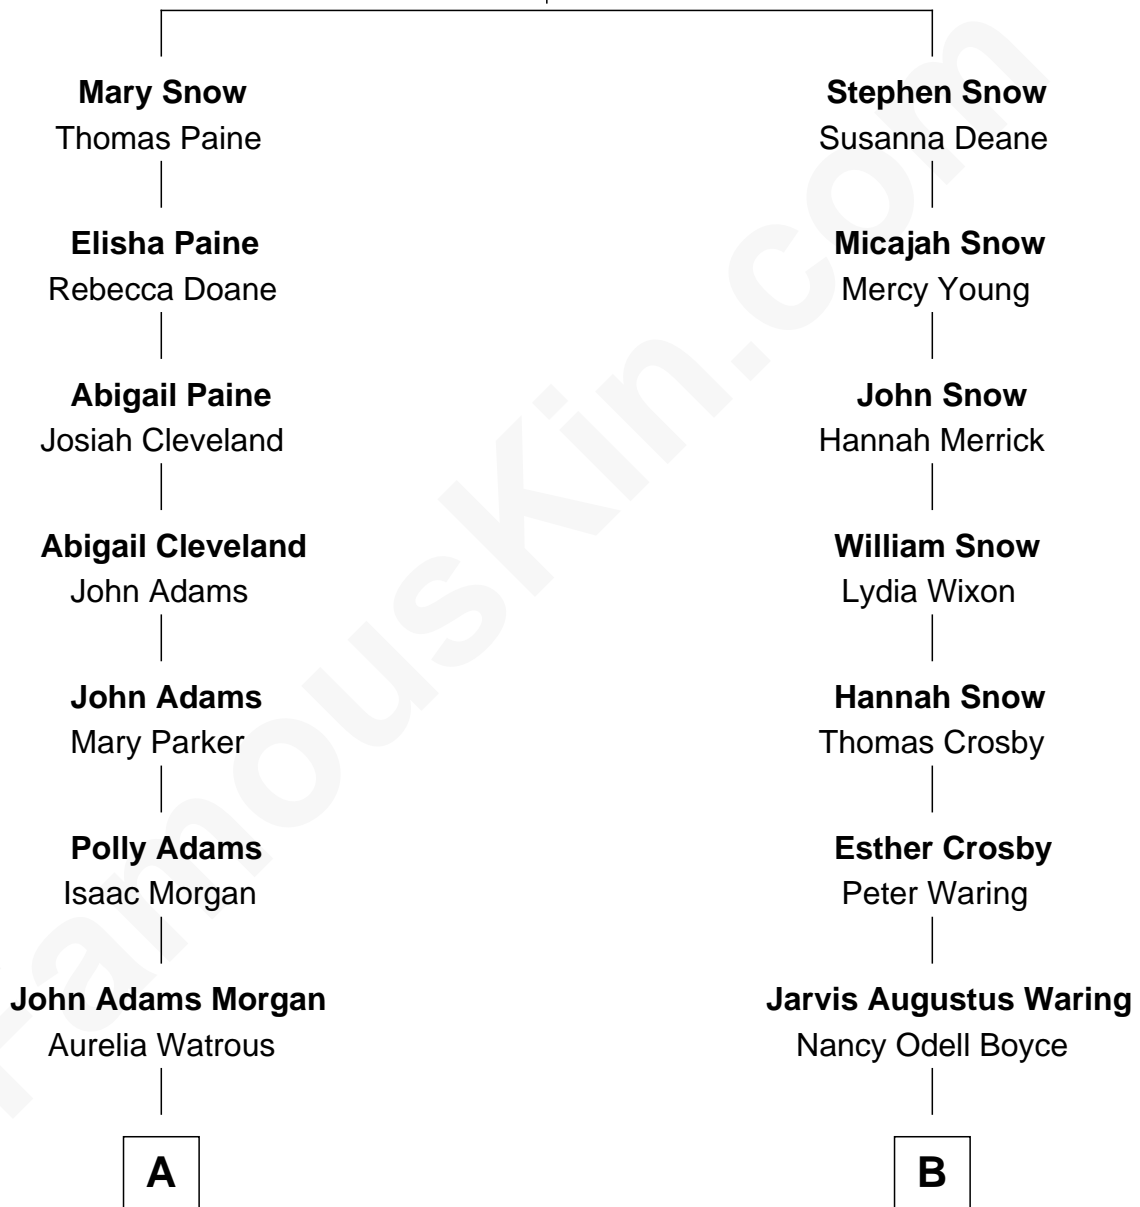 Mary Snow
Thomas Paine
Elisha Paine
Rebecca Doane
Abigail Paine
Josiah Cleveland
Abigail Cleveland
John Adams
John Adams
Mary Parker
Polly Adams
Isaac Morgan
John Adams Morgan
Aurelia Watrous
A
Stephen Snow
Susanna Deane
Micajah Snow
Mercy Young
John Snow
Hannah Merrick
William Snow
Lydia Wixon
Hannah Snow
Thomas Crosby
Esther Crosby
Peter Waring
Jarvis Augustus Waring
Nancy Odell Boyce
B
FamousKin.com